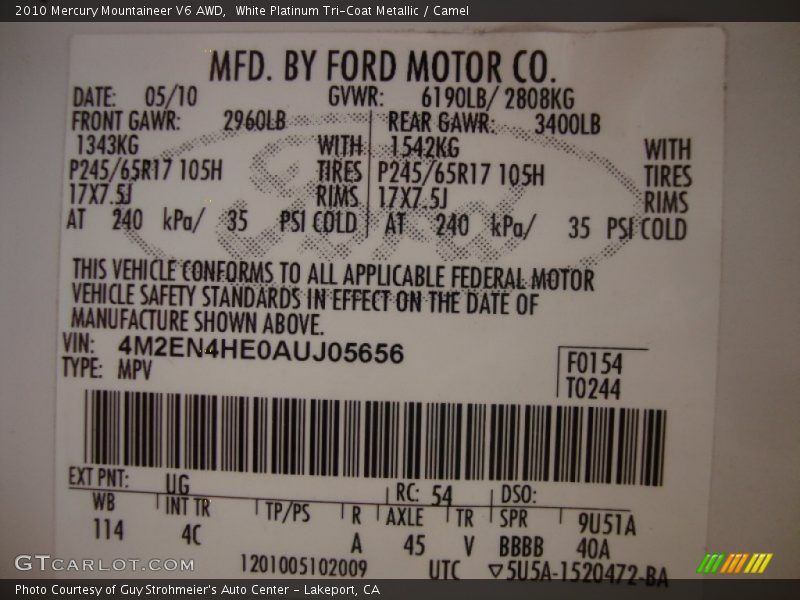 2010 Mercury Mountaineer V6 AWD,  White Platinum Tri-Coat Metallic / Camel
MFD. BY FORD MOTOR CO.
DATE: 05/10 GVWR: 6190LB/ 2808KG
FRONT GAWR: 2960LB REAR GAWR: 3400LB
1343KG WITH 1542KG WITH
P245/65R17 105H TIRES P245/65R17 105H TIRES
17X7.5J RIMS 17X7.5J RIMS
AT 240 kPa/ 35 PSI COLD AT 240 kPa/ 35 PSI COLD
THIS VEHICLE CONFORMS TO ALL APPLICABLE FEDERAL MOTOR
VEHICLE SAFETY STANDARDS IN EFFECT ON THE DATE OF
MANUFACTURE SHOWN ABOVE.
VIN: 4M2EN4HE0AUJ05656
TYPE: MPV
F0154
T0244
EXT PNT: UG RC: 54 DSO:
WB INT TR TP/PS R AXLE TR SPR 9U51A
114 4C A 45 V BBBB 40A
1201005102009 UTC ▽5U5A-1520472-BA
GTCARLOT.COM
Photo Courtesy of Guy Strohmeier's Auto Center - Lakeport, CA